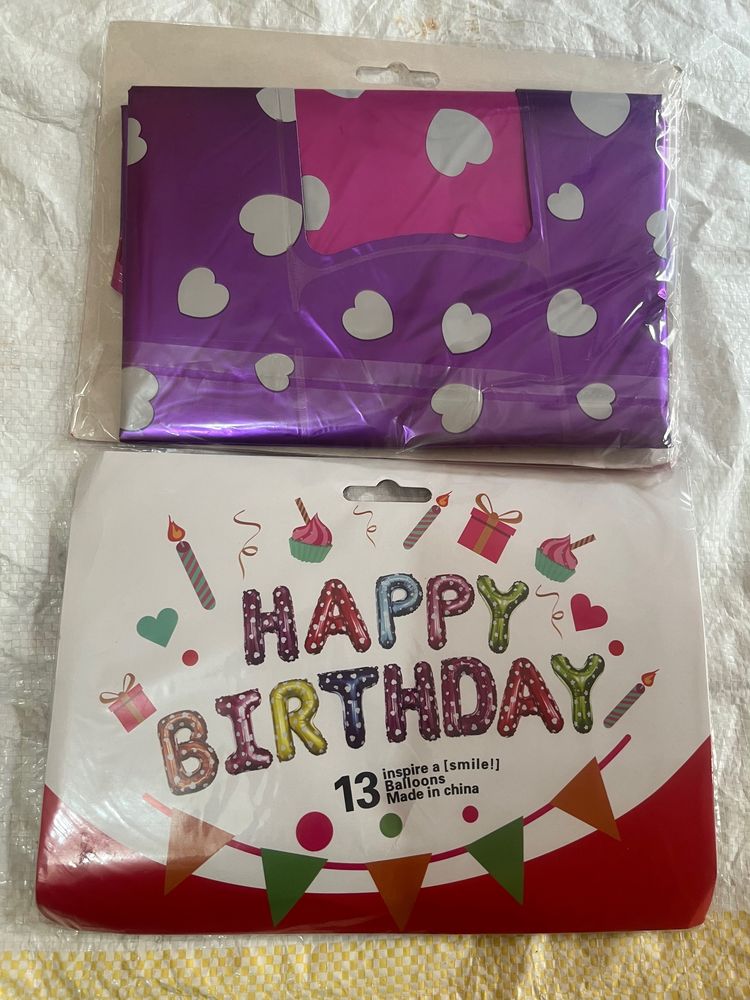 HAPPY
BIRTHDAY
13 inspire a [smile!]
Balloons
Made in china